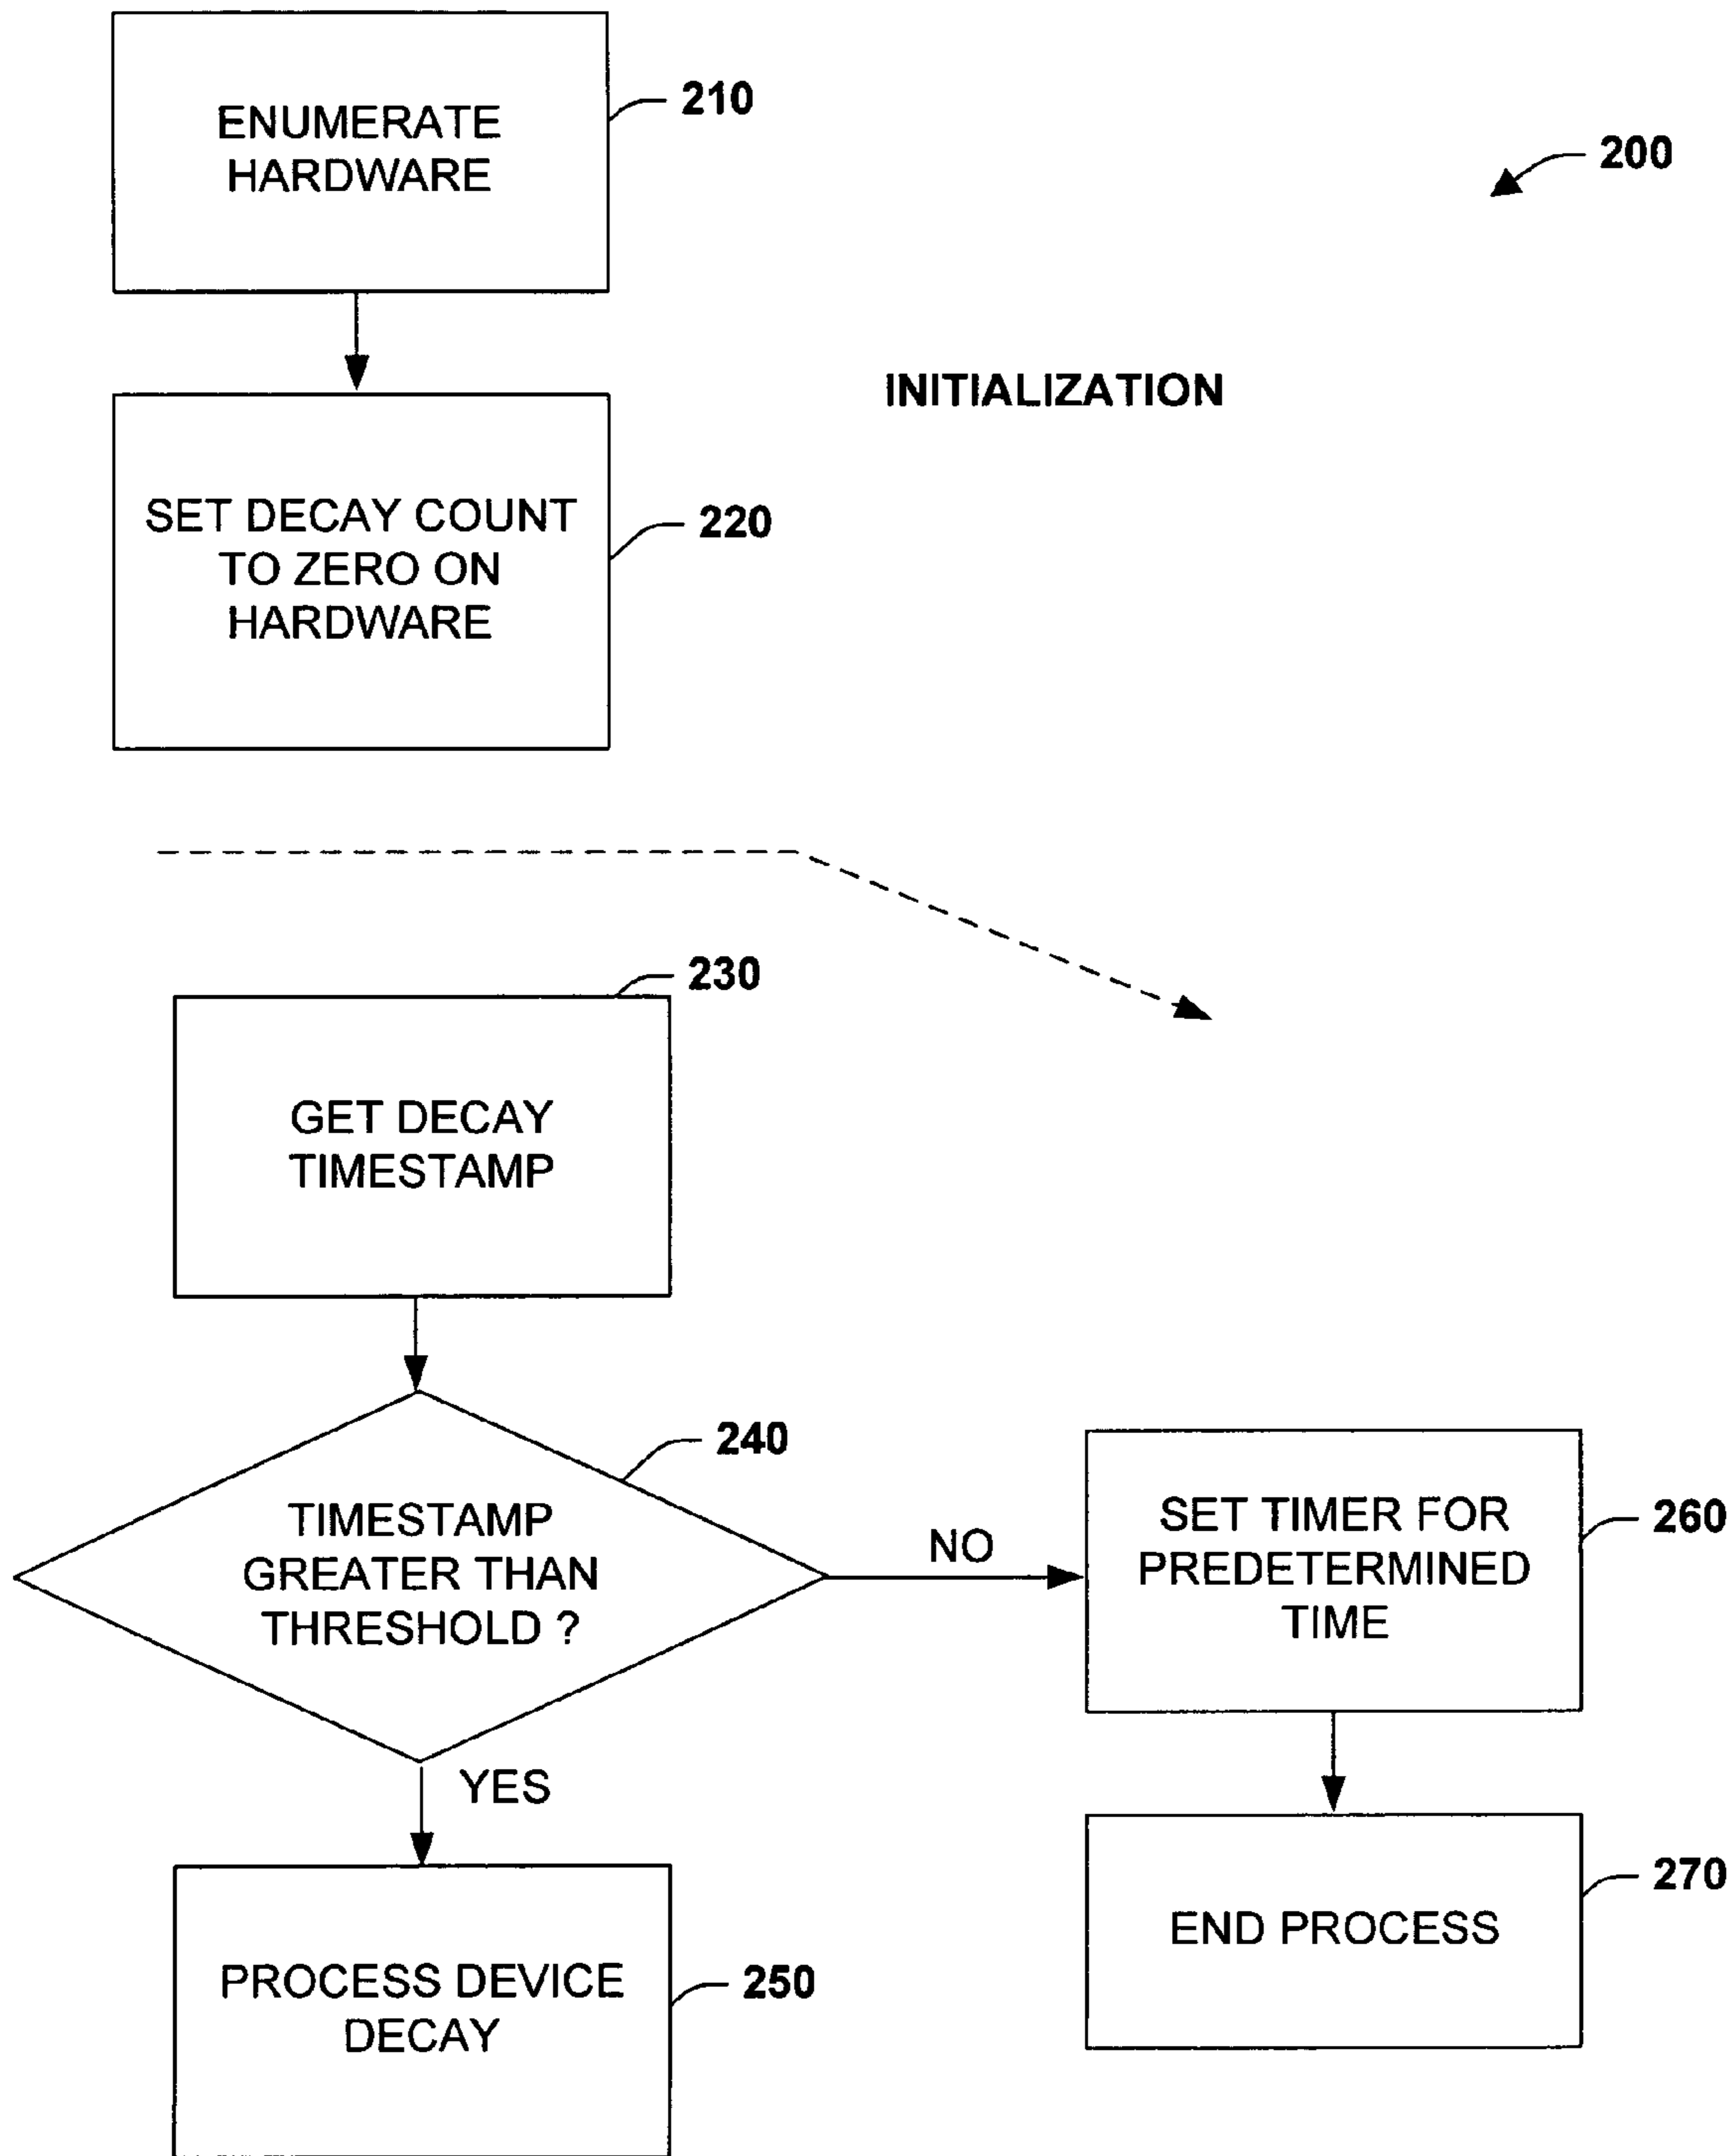 ENUMERATE
HARDWARE
210
200
INITIALIZATION
SET DECAY COUNT
TO ZERO ON
HARDWARE
220
230
GET DECAY
TIMESTAMP
240
TIMESTAMP
GREATER THAN
THRESHOLD ?
NO
SET TIMER FOR
PREDETERMINED
TIME
260
YES
PROCESS DEVICE
DECAY
250
END PROCESS
270